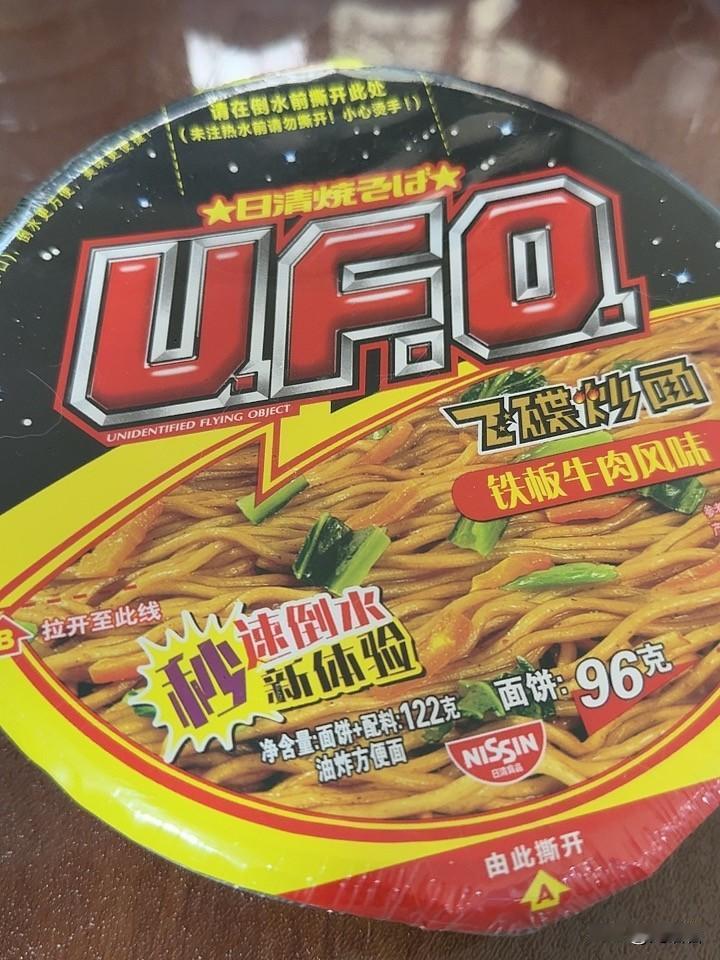 请在倒水前撕开此处
(未注热水前请勿撕开！小心烫手！)
★日清焼そば★
U.F.O.
UNIDENTIFIED FLYING OBJECT
飞碟炒面
铁板牛肉风味
B 拉开至此线
秒速倒水
新体验
净含量:面饼+配料:122克
油炸方便面
面饼: 96克
NISSIN
日清食品
由此撕开
A